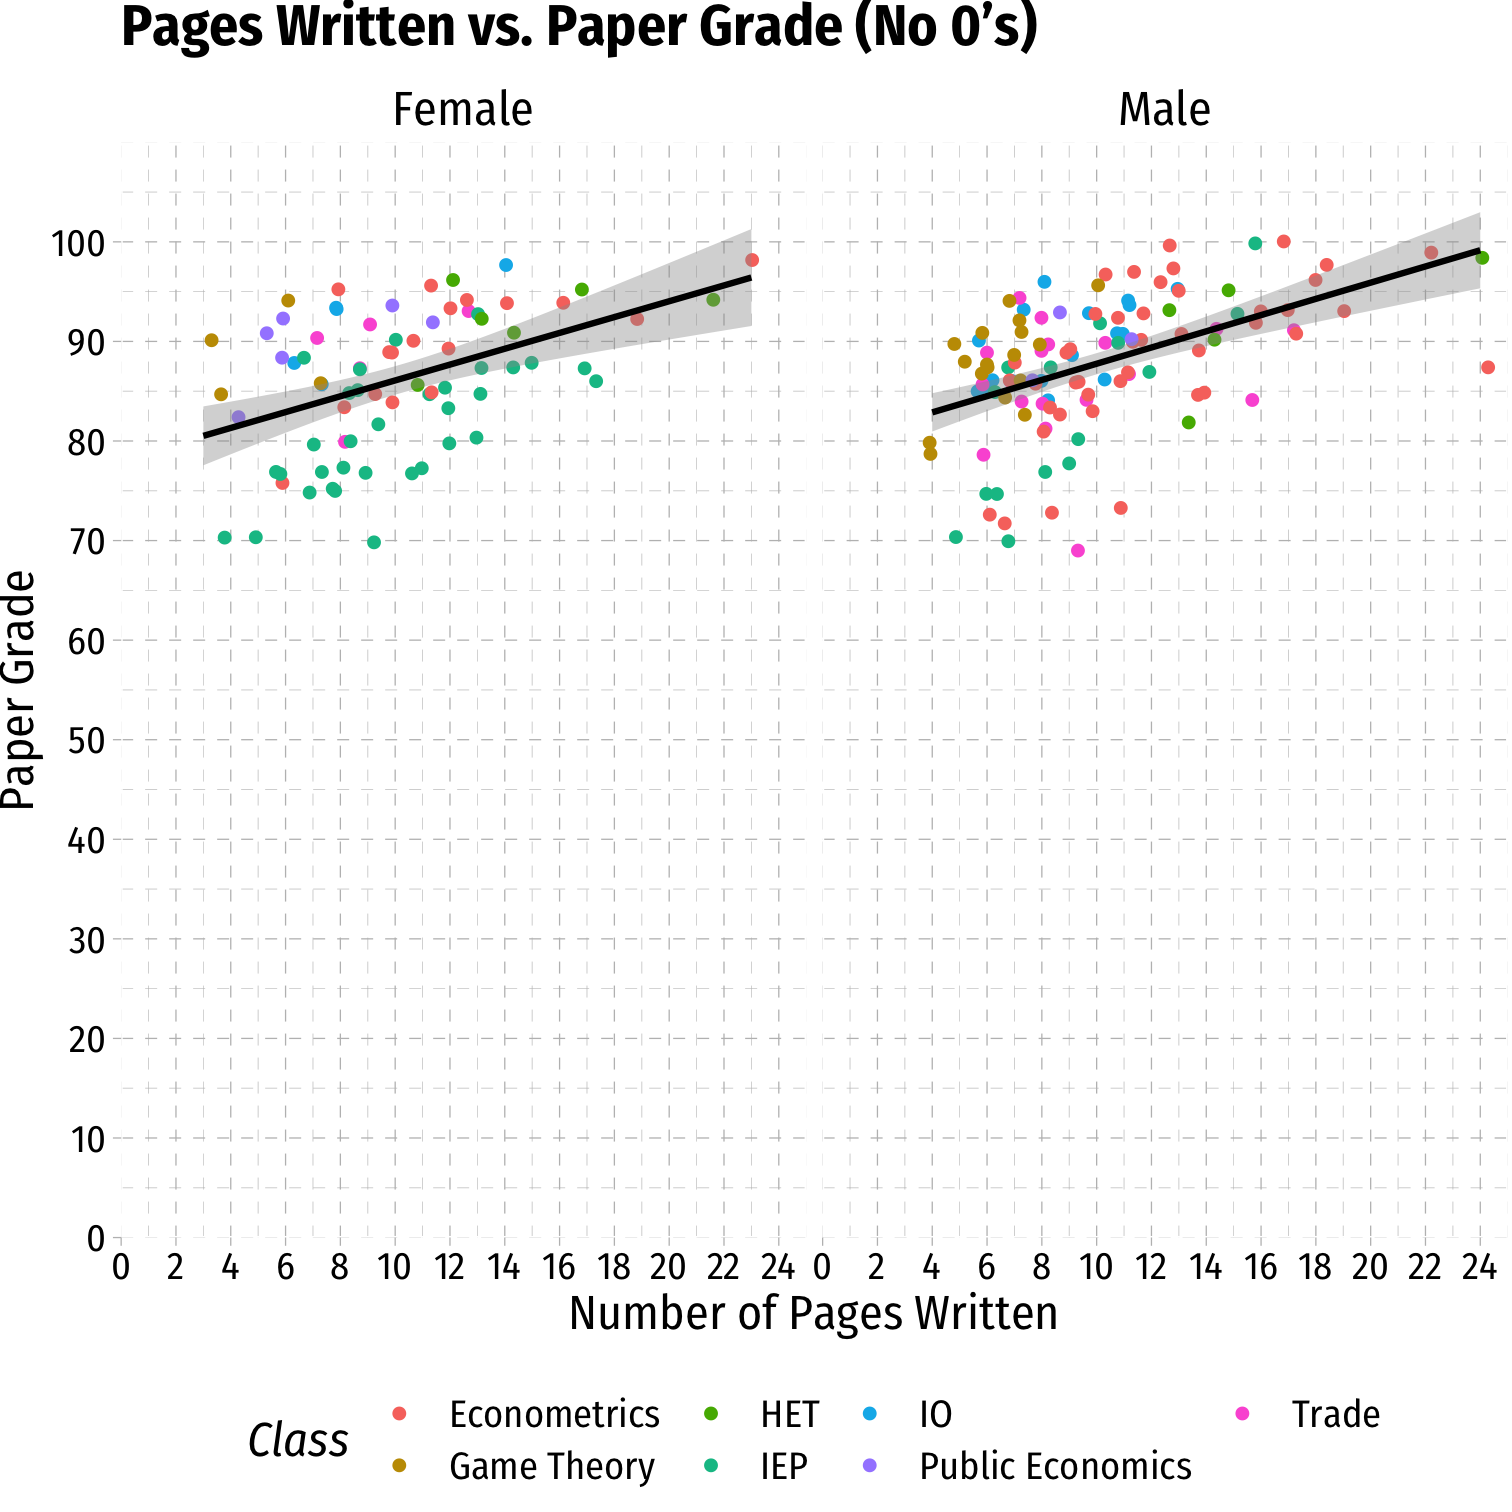 Pages Written vs. Paper Grade (No 0’s)
Female
Male
100
90
80
70
60
50
40
30
20
10
0
Paper Grade
0 2 4 6 8 10 12 14 16 18 20 22 24 0 2 4 6 8 10 12 14 16 18 20 22 24
Number of Pages Written
Class
Econometrics
HET
IO
Trade
Game Theory
IEP
Public Economics